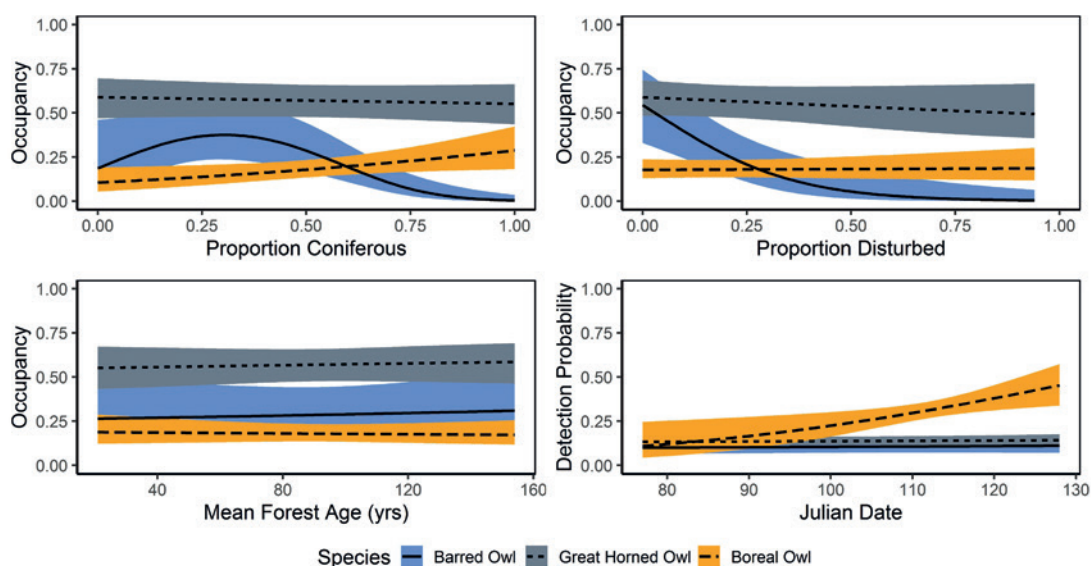 1.00
0.75
0.50
0.25
0.00
Occupancy
0.00 0.25 0.50 0.75 1.00
Proportion Coniferous
1.00
0.75
0.50
0.25
0.00
Occupancy
0.00 0.25 0.50 0.75 1.00
Proportion Disturbed
1.00
0.75
0.50
0.25
0.00
Occupancy
40 80 120 160
Mean Forest Age (yrs)
1.00
0.75
0.50
0.25
0.00
Detection Probability
80 90 100 110 120 130
Julian Date
Species Barred Owl Great Horned Owl Boreal Owl